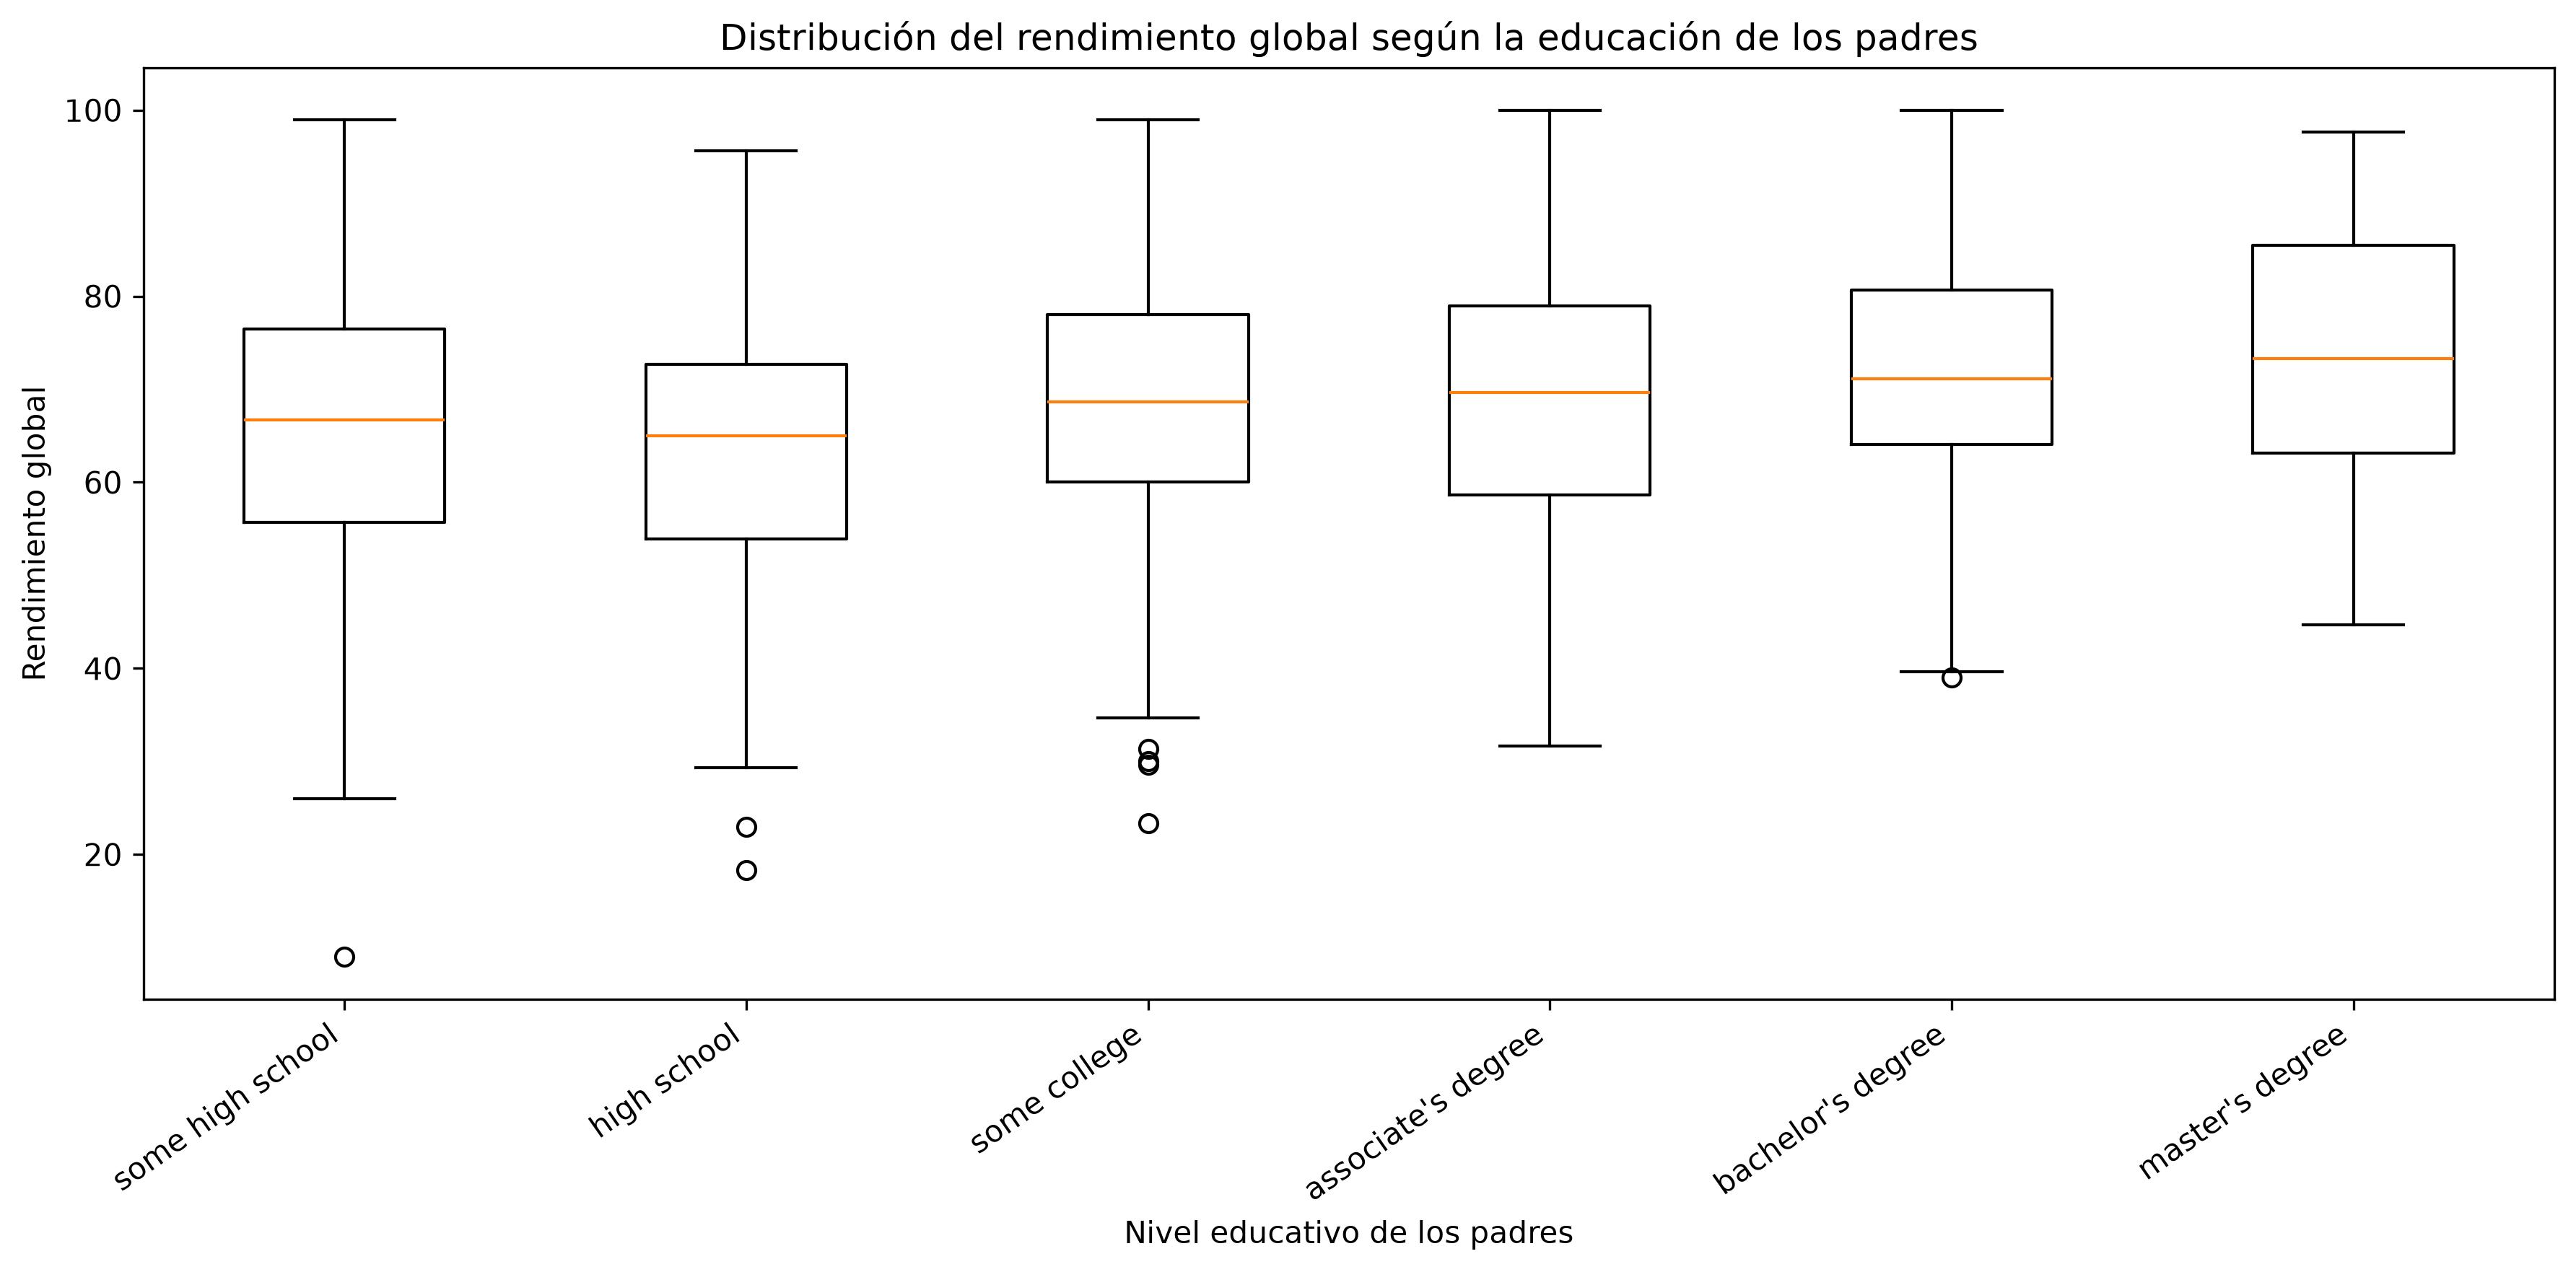 Distribución del rendimiento global según la educación de los padres
Rendimiento global
100
80
60
40
20
some high school
high school
some college
associate's degree
bachelor's degree
master's degree
Nivel educativo de los padres